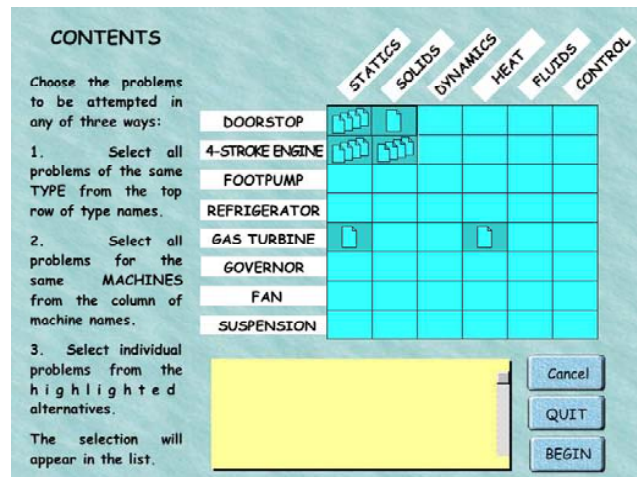 CONTENTS
Choose the problems
to be attempted in
any of three ways:
1. Select all
problems of the same
TYPE from the top
row of type names.
2. Select all
problems for the
same MACHINES
from the column of
machine names.
3. Select individual
problems from the
highlighted
alternatives.
The selection will
appear in the list.
STATICS
SOLIDS
DYNAMICS
HEAT
FLUIDS
CONTROL
DOORSTOP
4-STROKE ENGINE
FOOTPUMP
REFRIGERATOR
GAS TURBINE
GOVERNOR
FAN
SUSPENSION
Cancel
QUIT
BEGIN